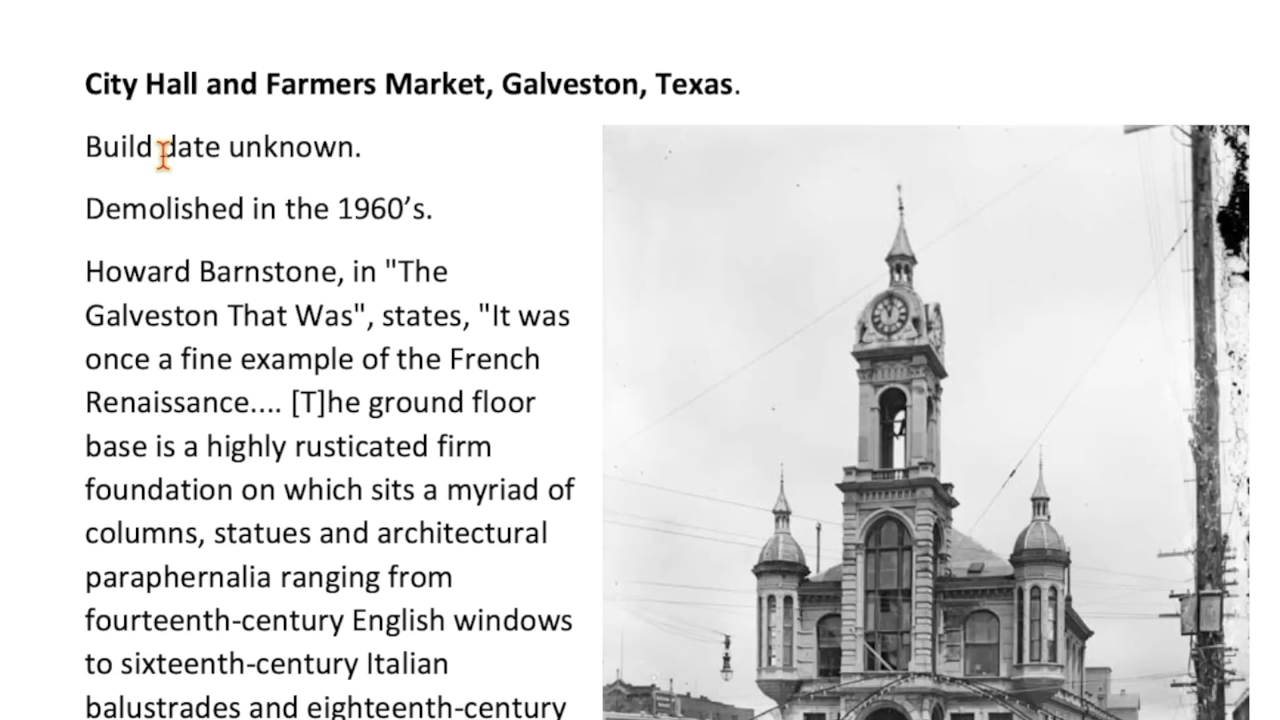 City Hall and Farmers Market, Galveston, Texas.
Build date unknown.
Demolished in the 1960’s.
Howard Barnstone, in "The
Galveston That Was", states, "It was
once a fine example of the French
Renaissance.... [T]he ground floor
base is a highly rusticated firm
foundation on which sits a myriad of
columns, statues and architectural
paraphernalia ranging from
fourteenth-century English windows
to sixteenth-century Italian
balustrades and eighteenth-century